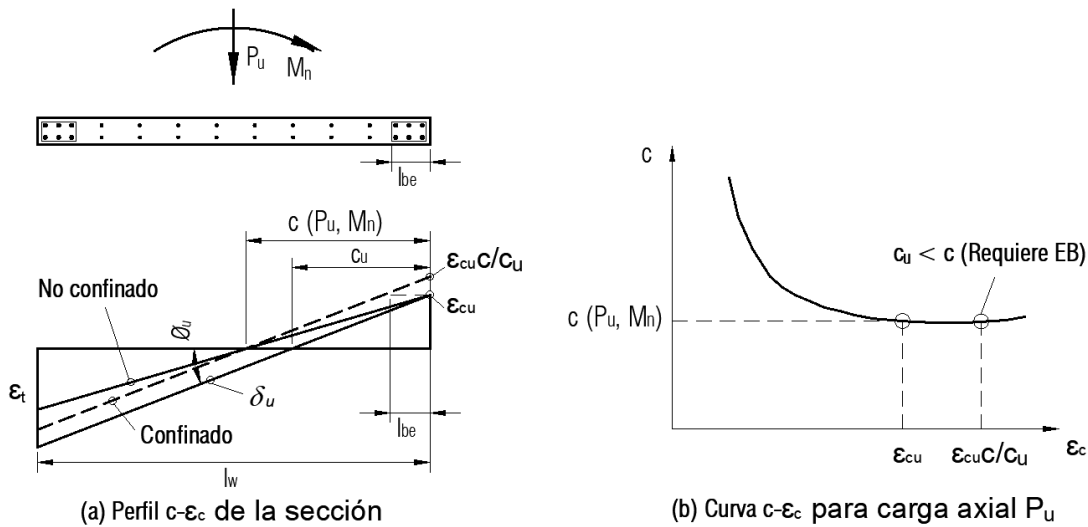 Pu
Mn
lbe
c (Pu, Mn)
cu
εcuc/cu
εcu
No confinado
Øu
εt
δu
lbe
Confinado
lw
(a) Perfil c-εc de la sección
c
cu < c (Requiere EB)
c (Pu, Mn)
εcu
εcuc/cu
εc
(b) Curva c-εc para carga axial Pu